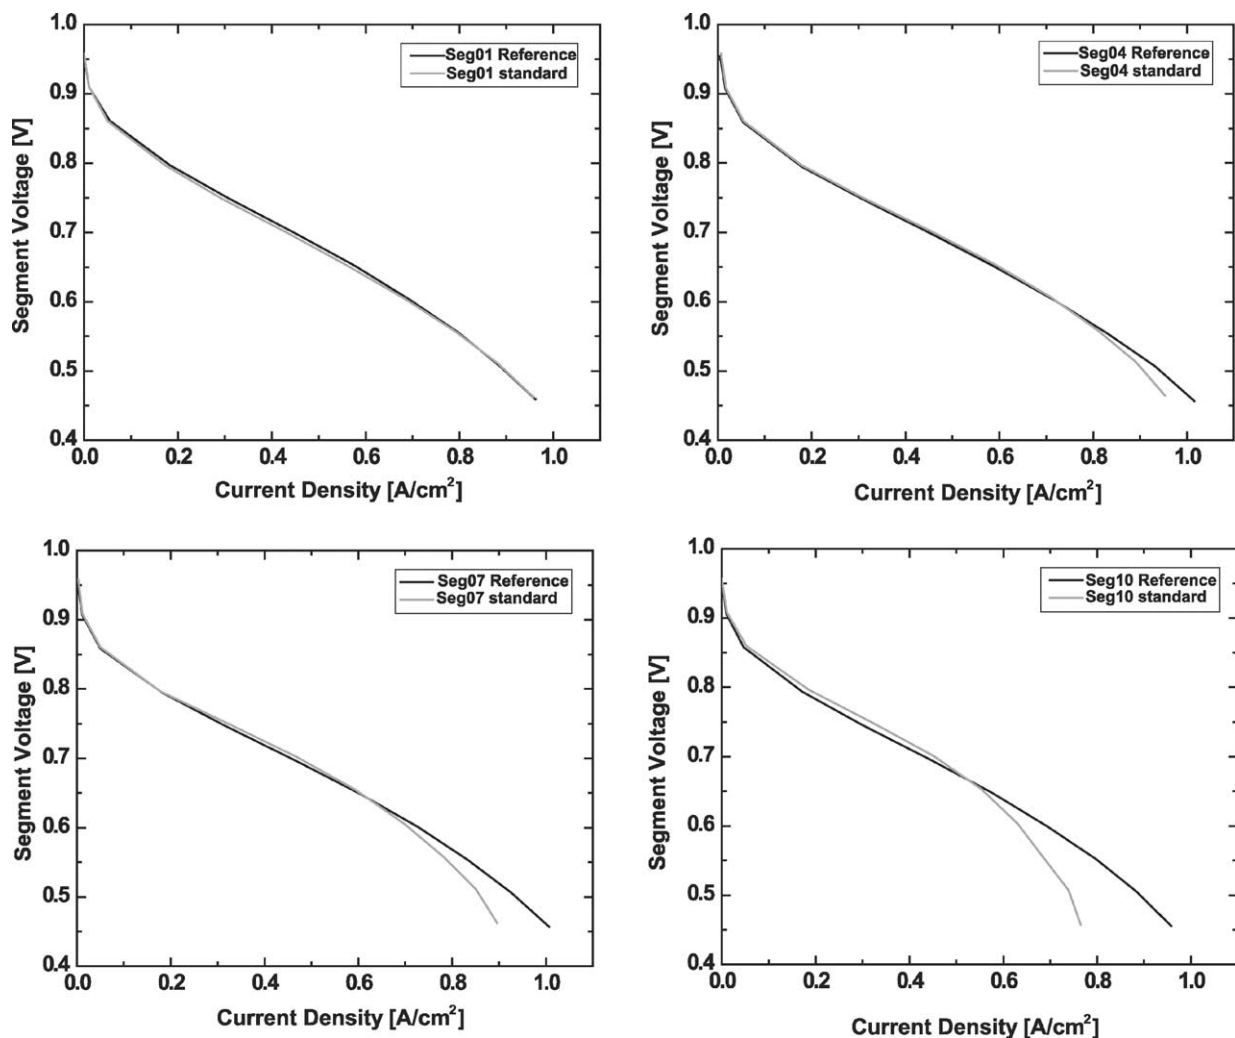 Seg01 Reference
Seg01 standard
Segment Voltage [V]
1.0
0.9
0.8
0.7
0.6
0.5
0.4
0.0 0.2 0.4 0.6 0.8 1.0
Current Density [A/cm²]
Seg04 Reference
Seg04 standard
Segment Voltage [V]
1.0
0.9
0.8
0.7
0.6
0.5
0.4
0.0 0.2 0.4 0.6 0.8 1.0
Current Density [A/cm²]
Seg07 Reference
Seg07 standard
Segment Voltage [V]
1.0
0.9
0.8
0.7
0.6
0.5
0.4
0.0 0.2 0.4 0.6 0.8 1.0
Current Density [A/cm²]
Seg10 Reference
Seg10 standard
Segment Voltage [V]
1.0
0.9
0.8
0.7
0.6
0.5
0.4
0.0 0.2 0.4 0.6 0.8 1.0
Current Density [A/cm²]